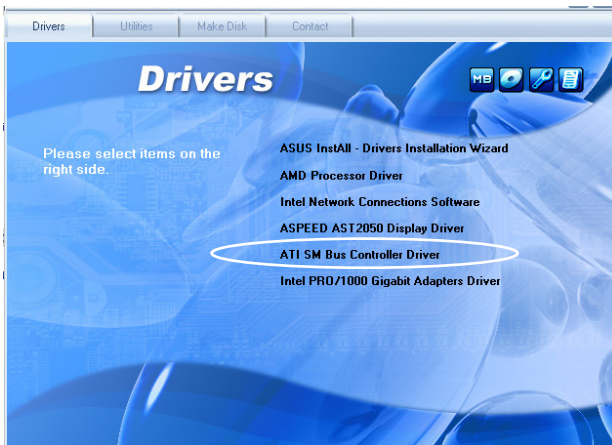 Drivers
Utilities
Make Disk
Contact
Drivers
MB
Please select items on the
right side.
ASUS InstAll - Drivers Installation Wizard
AMD Processor Driver
Intel Network Connections Software
ASPEED AST2050 Display Driver
ATI SM Bus Controller Driver
Intel PRO/1000 Gigabit Adapters Driver